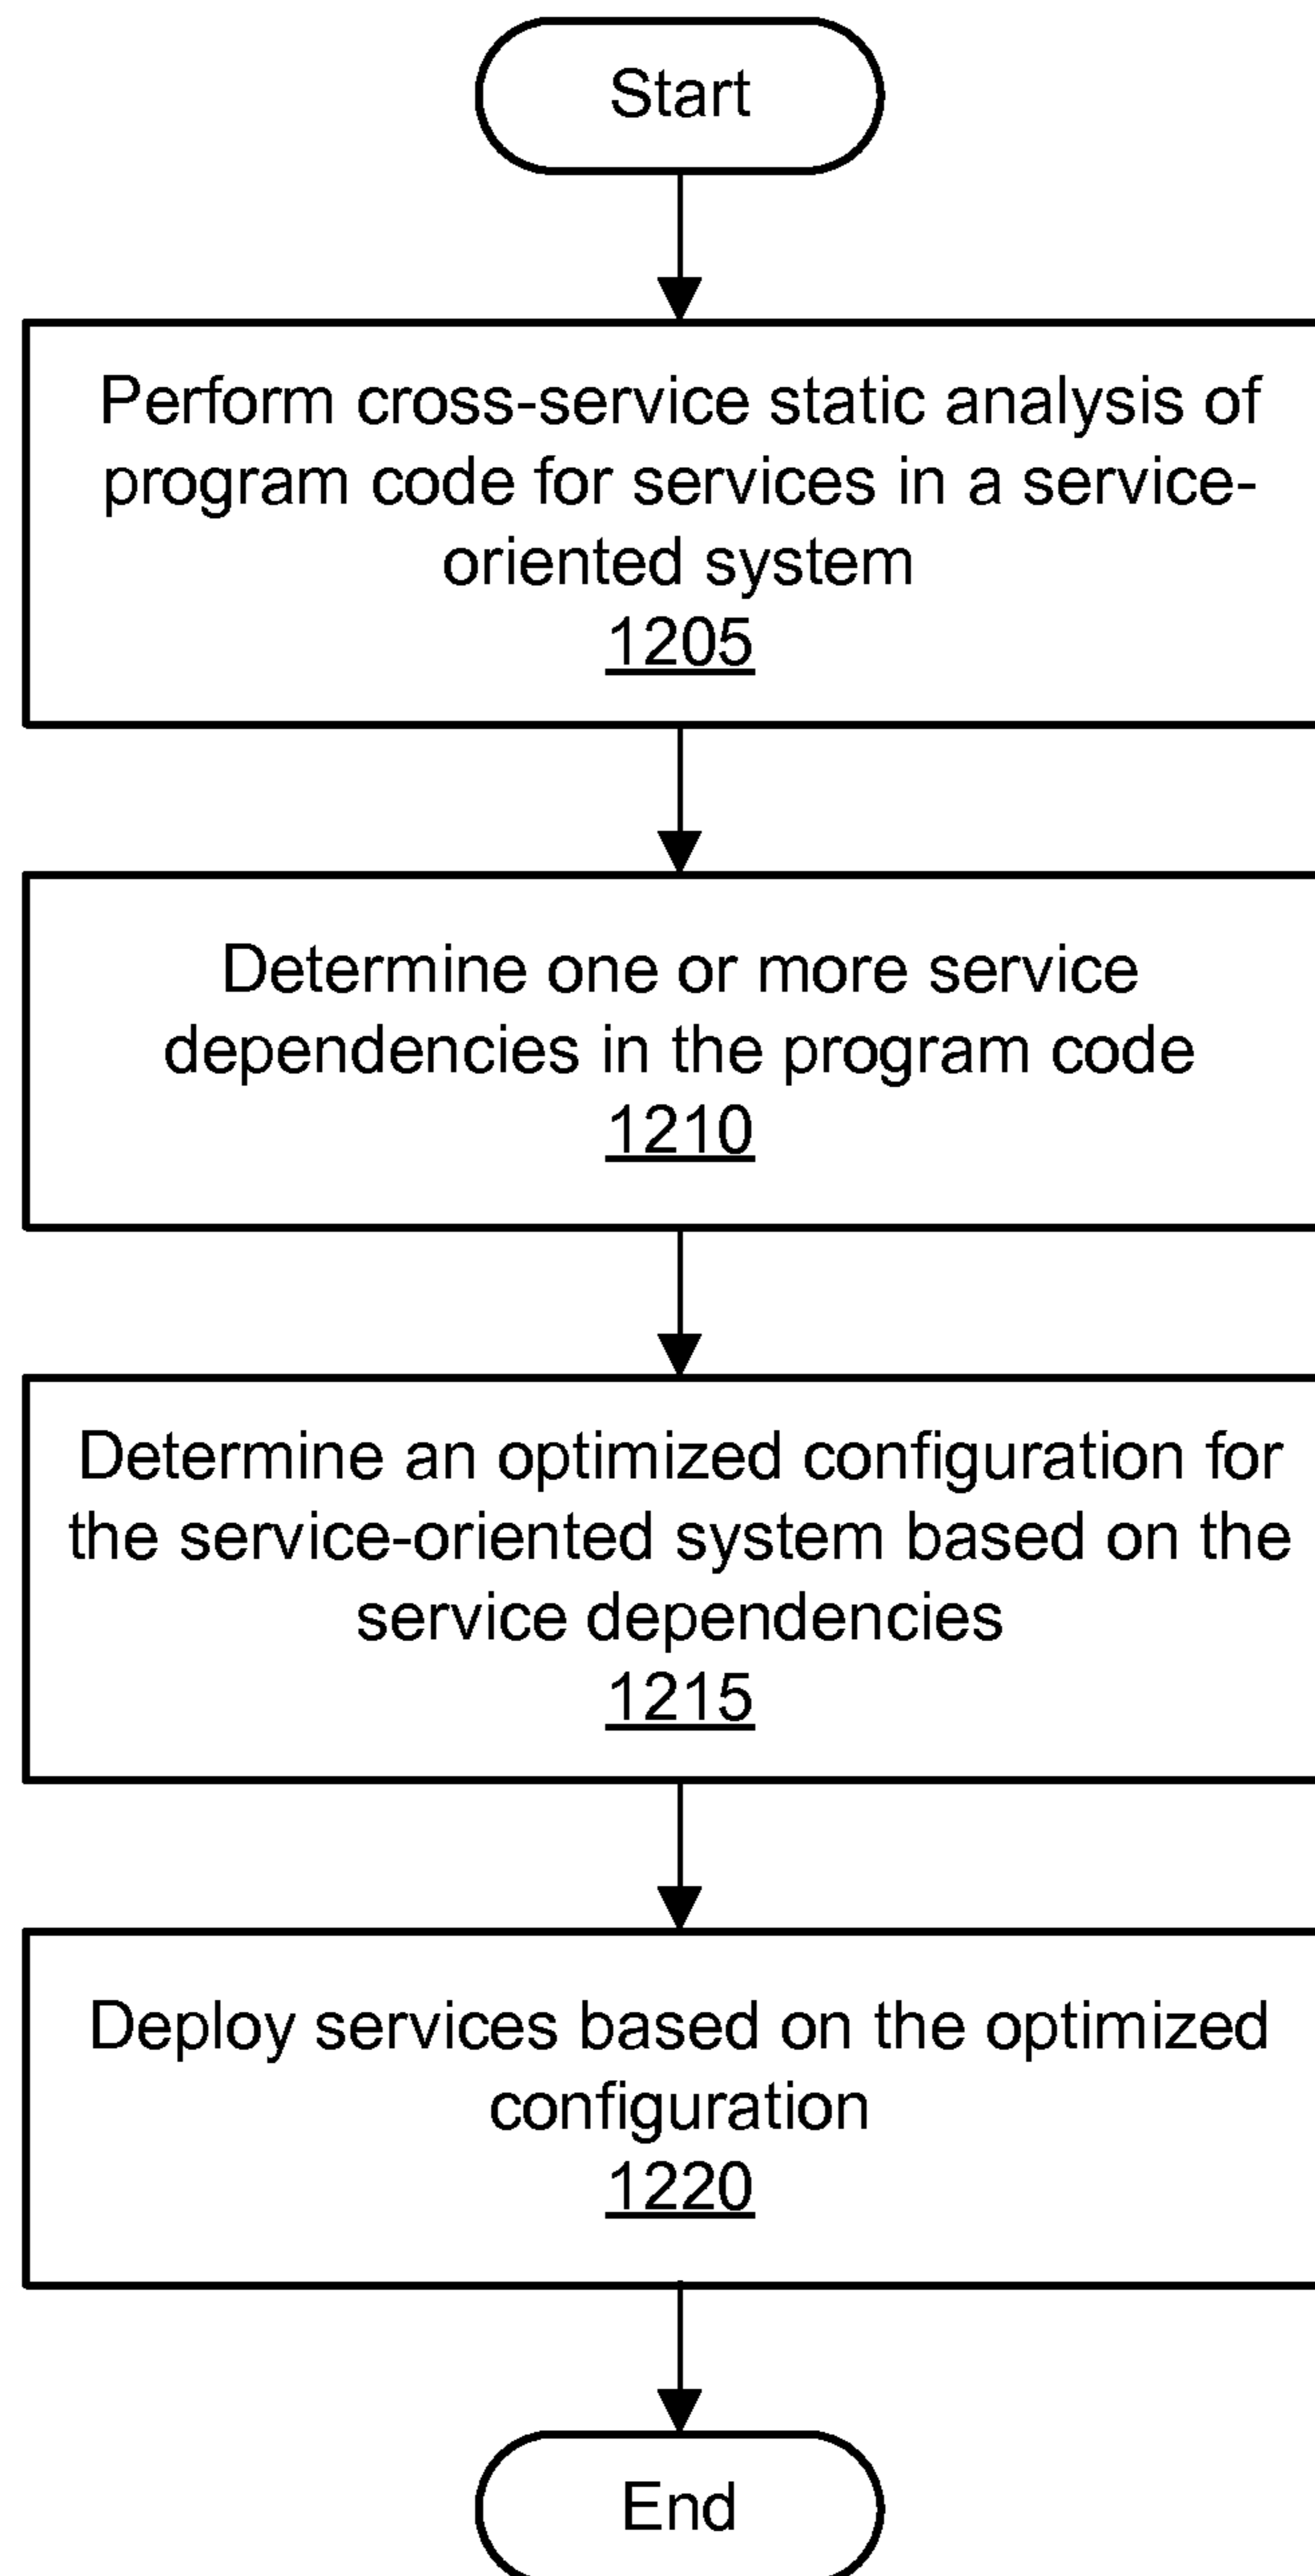 Start
Perform cross-service static analysis of
program code for services in a service-
oriented system
1205
Determine one or more service
dependencies in the program code
1210
Determine an optimized configuration for
the service-oriented system based on the
service dependencies
1215
Deploy services based on the optimized
configuration
1220
End